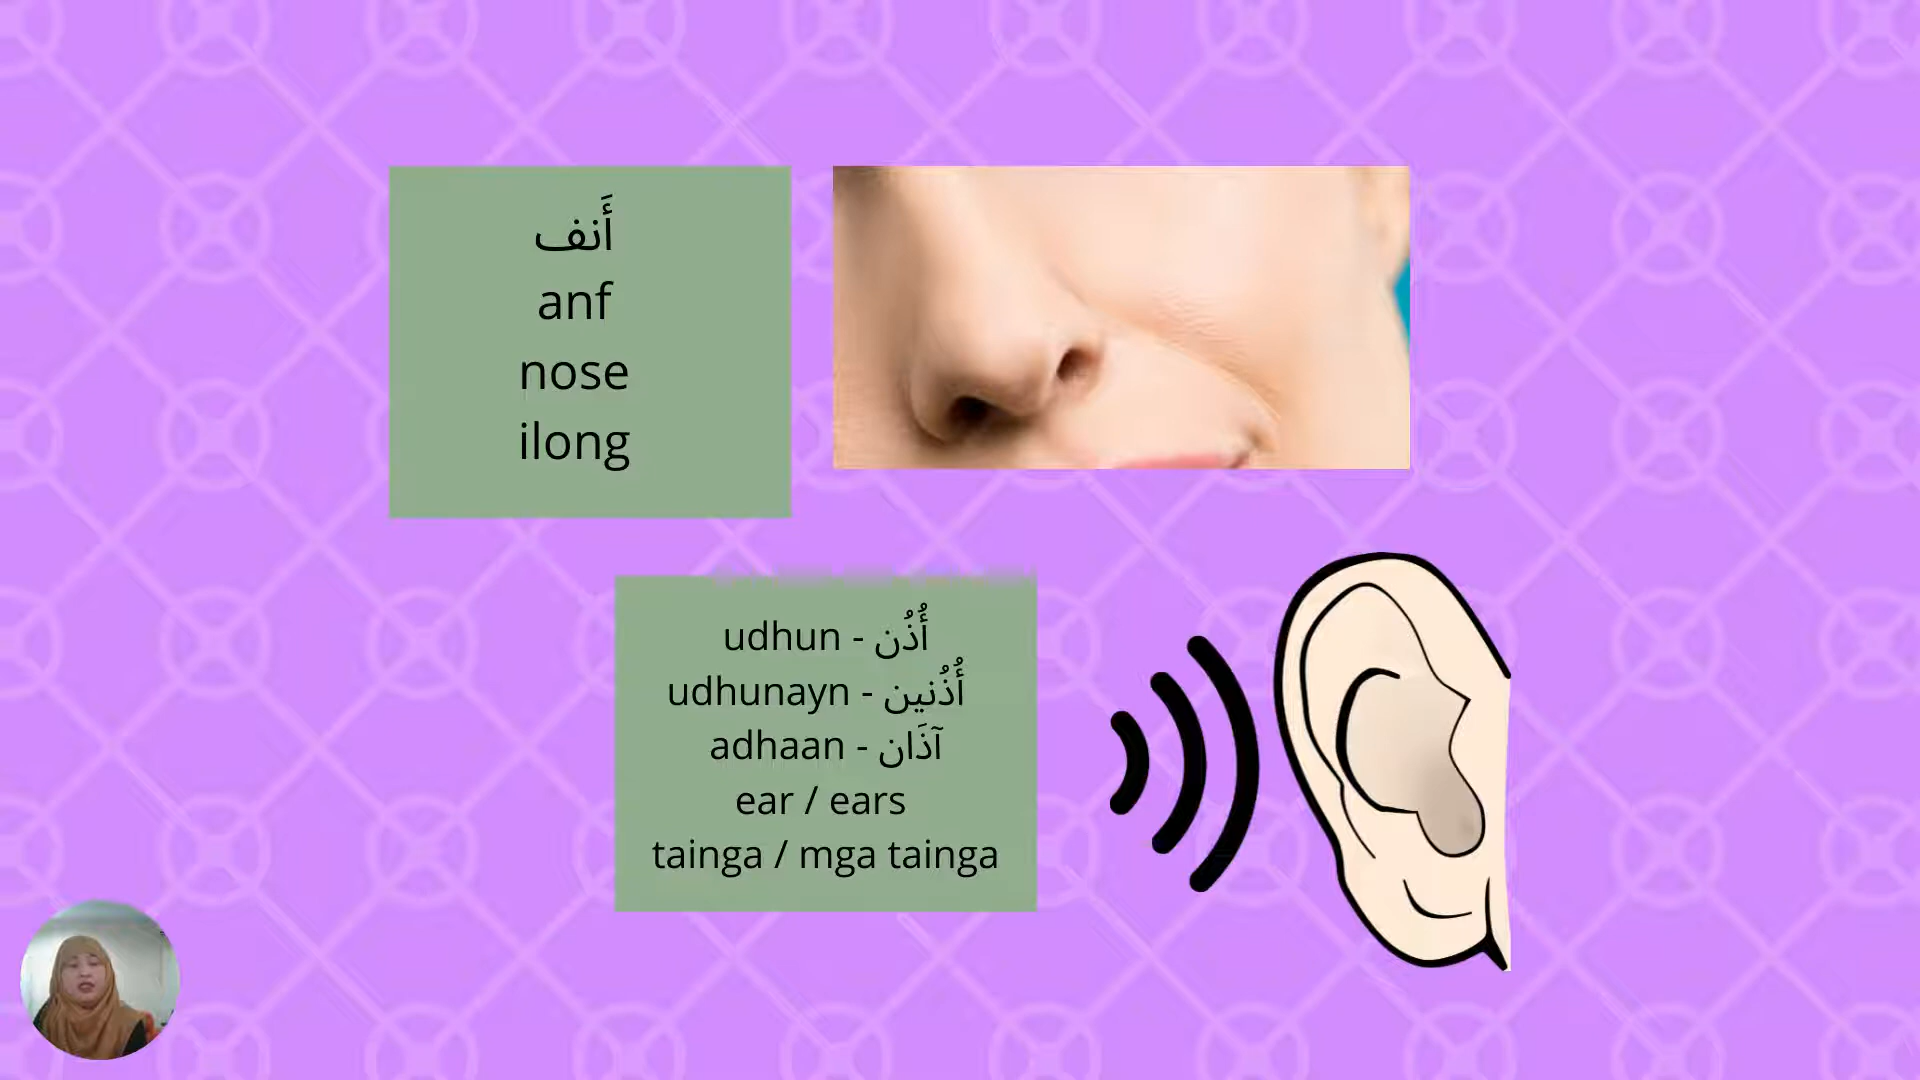 أَنف
anf
nose
ilong
udhun - أُذُن
udhunayn - أُذُنين
adhaan - آذَان
ear / ears
tainga / mga tainga